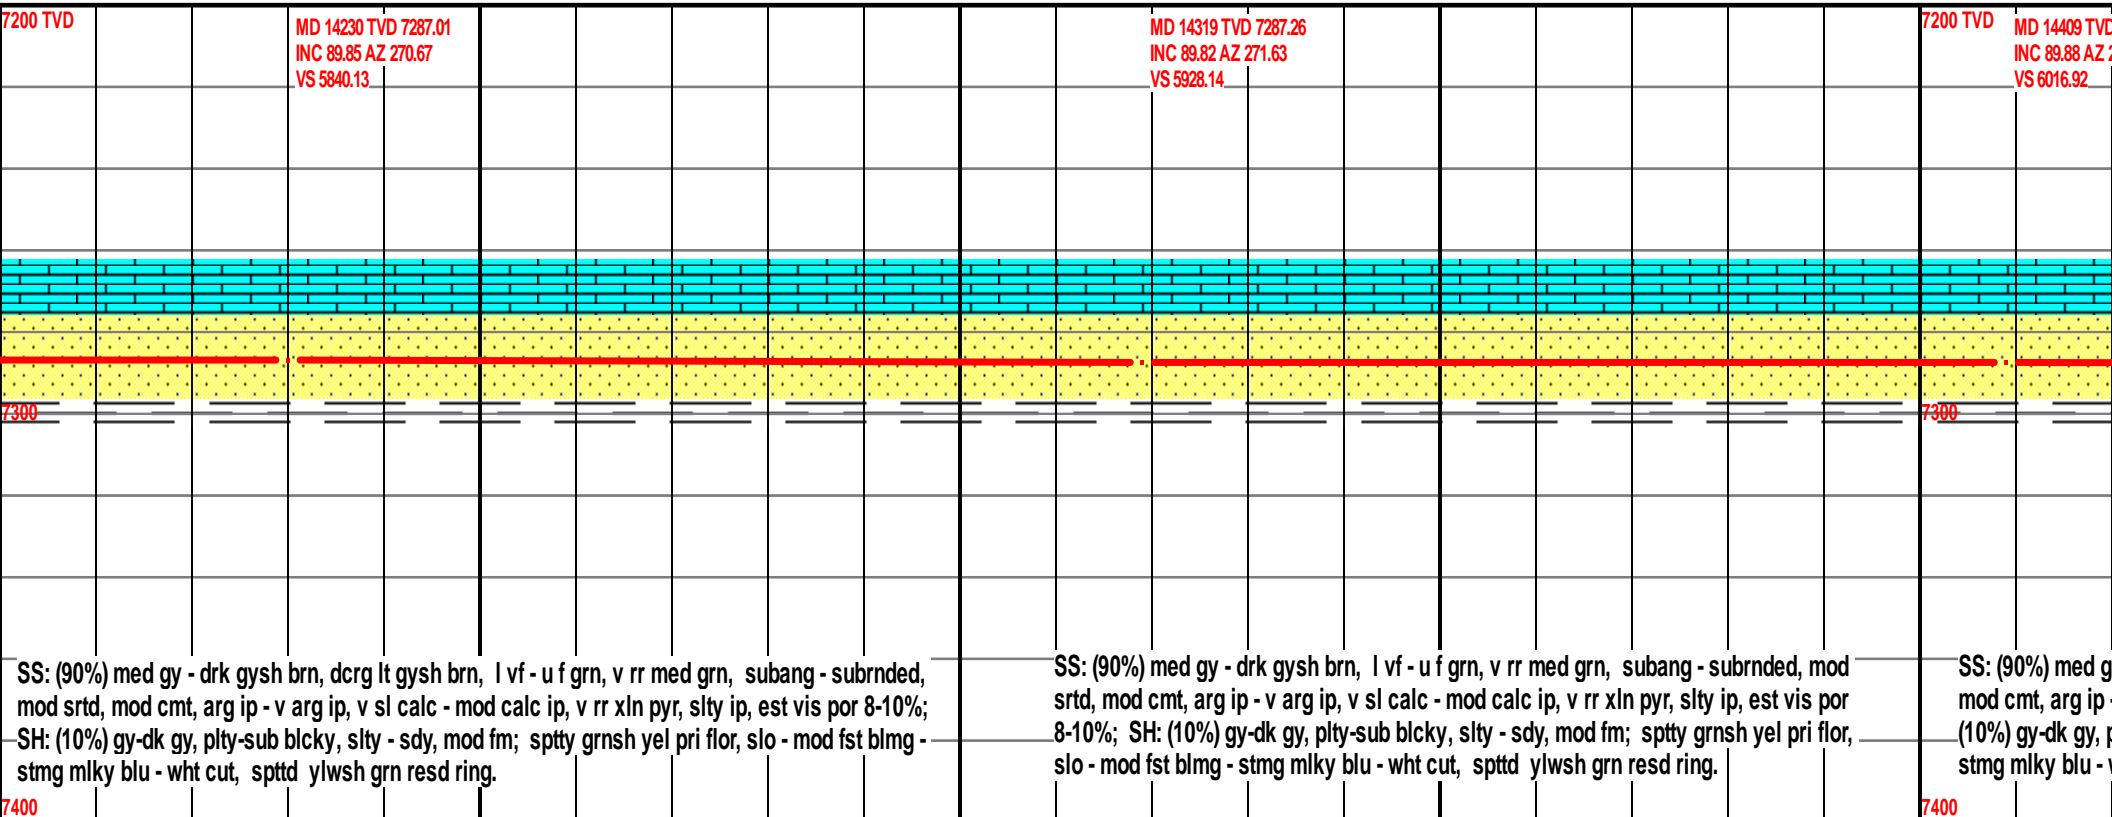 7200 TVD
MD 14230 TVD 7287.01
INC 89.85 AZ 270.67
VS 5840.13
MD 14319 TVD 7287.26
INC 89.82 AZ 271.63
VS 5928.14
7200 TVD
MD 14409 TVD
INC 89.88 AZ 2
VS 6016.92
7300
7300
SS: (90%) med gy - drk gysh brn, dcrg lt gysh brn, l vf - u f grn, v rr med grn, subang - subrnded,
mod srtd, mod cmt, arg ip - v arg ip, v sl calc - mod calc ip, v rr xln pyr, slty ip, est vis por 8-10%;
SH: (10%) gy-dk gy, plty-sub blcky, slty - sdy, mod fm; sptty grnsh yel pri flor, slo - mod fst blmg -
stmg mlky blu - wht cut, spttd ylwsh grn resd ring.
SS: (90%) med gy - drk gysh brn, l vf - u f grn, v rr med grn, subang - subrnded, mod
srtd, mod cmt, arg ip - v arg ip, v sl calc - mod calc ip, v rr xln pyr, slty ip, est vis por
8-10%; SH: (10%) gy-dk gy, plty-sub blcky, slty - sdy, mod fm; sptty grnsh yel pri flor,
slo - mod fst blmg - stmg mlky blu - wht cut, spttd ylwsh grn resd ring.
SS: (90%) med g
mod cmt, arg ip -
(10%) gy-dk gy, p
stmg mlky blu - v
7400
7400